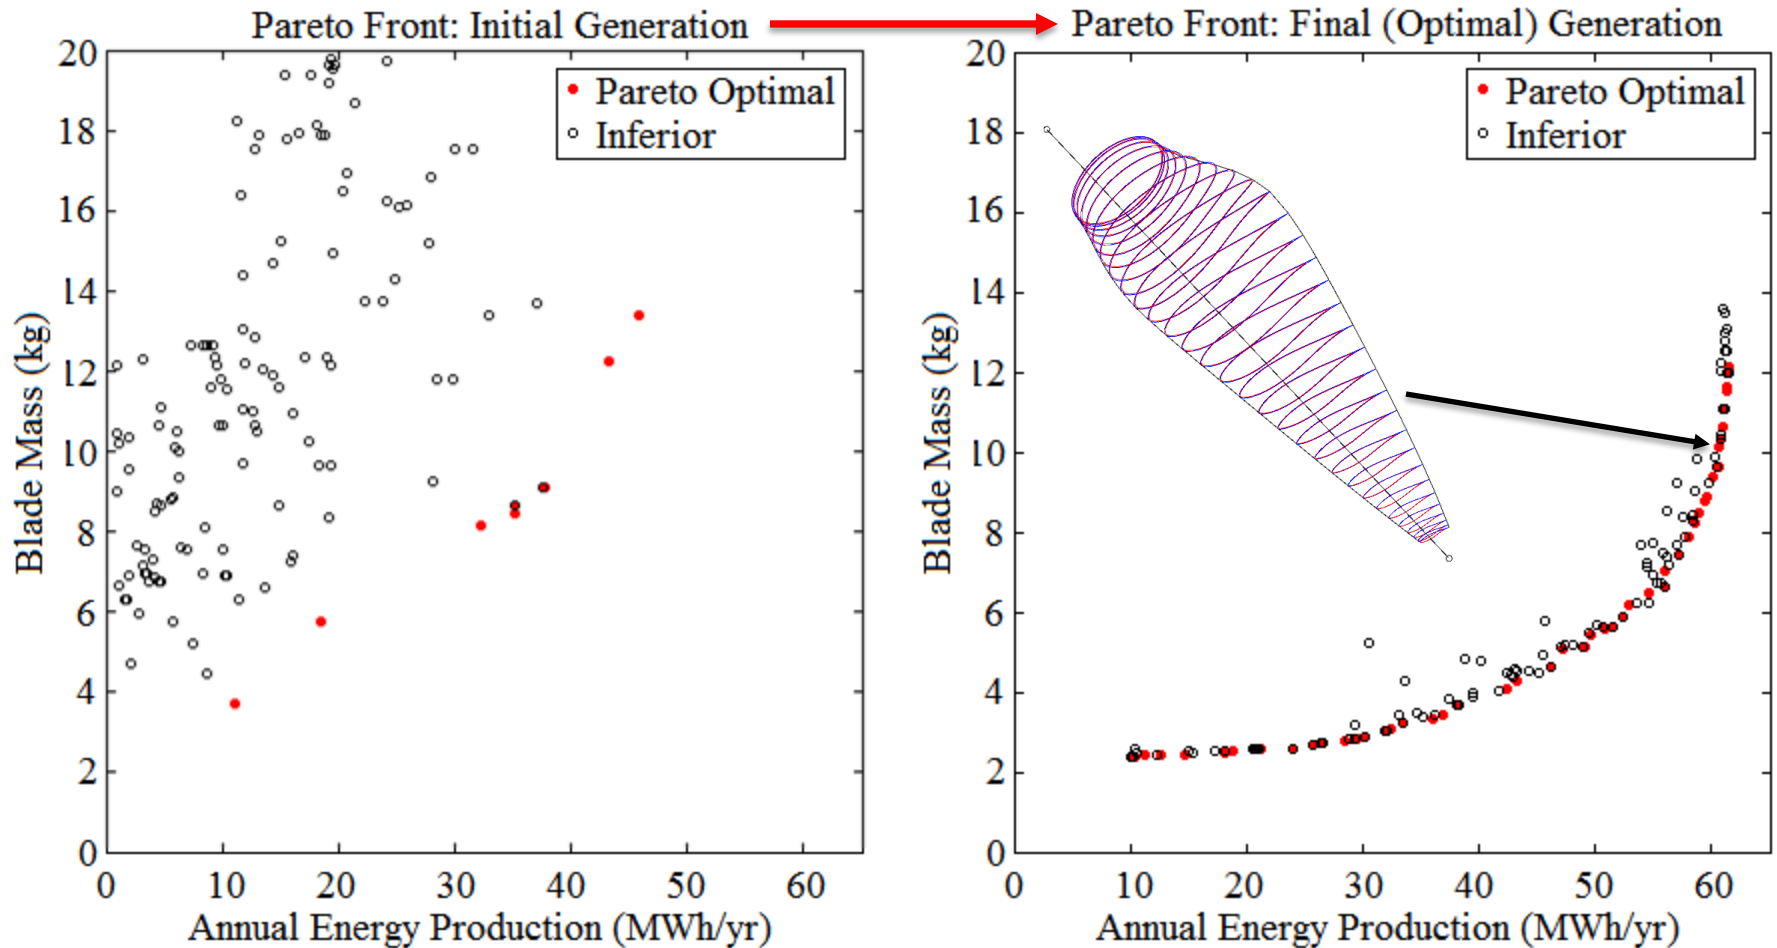 Pareto Front: Initial Generation
Pareto Front: Final (Optimal) Generation
Pareto Optimal
Inferior
20
18
16
14
12
10
8
6
4
2
0
Blade Mass (kg)
0 10 20 30 40 50 60
Annual Energy Production (MWh/yr)
Pareto Optimal
Inferior
20
18
16
14
12
10
8
6
4
2
0
Blade Mass (kg)
0 10 20 30 40 50 60
Annual Energy Production (MWh/yr)